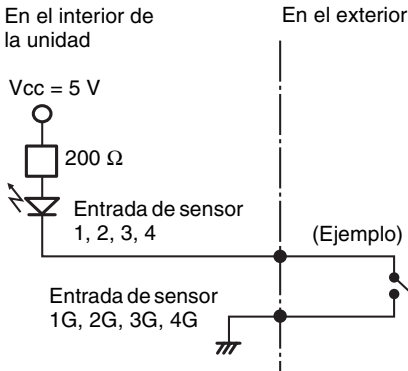 En el interior de
la unidad
En el exterior
Vcc = 5 V
200 Ω
Entrada de sensor
1, 2, 3, 4
(Ejemplo)
Entrada de sensor
1G, 2G, 3G, 4G